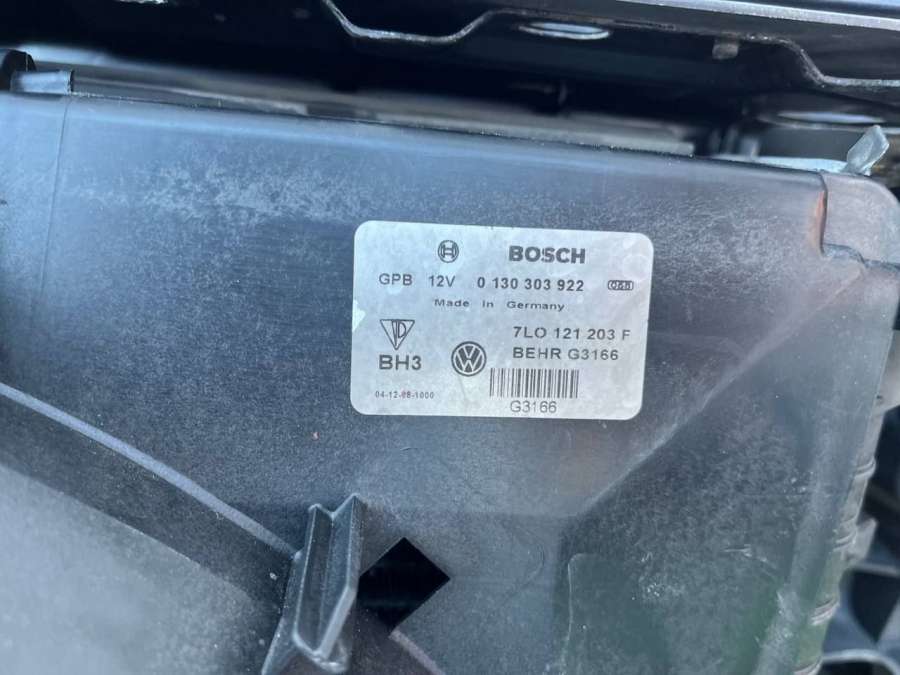 BOSCH
GPB 12V 0 130 303 922
Made in Germany
7LO 121 203 F
BH3 BEHR G3166
04-12-08-1000
G3166